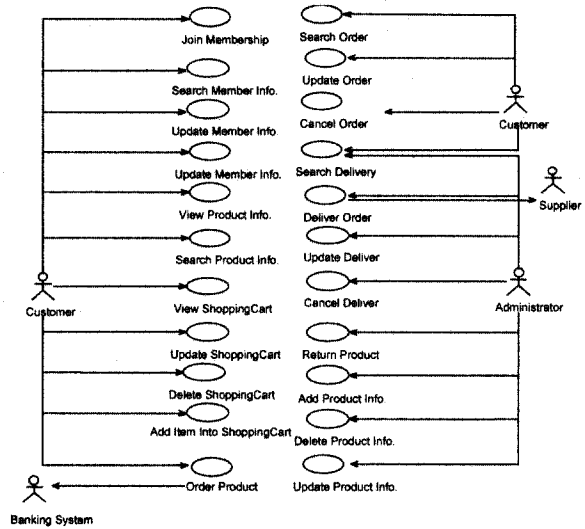 Join Membership
Search Member Info.
Update Member Info.
Update Member Info.
View Product Info.
Search Product Info.
Customer
View ShoppingCart
Update ShoppingCart
Delete ShoppingCart
Add Item Into ShoppingCart
Order Product
Banking System
Search Order
Update Order
Cancel Order
Customer
Search Delivery
Supplier
Deliver Order
Update Deliver
Cancel Deliver
Administrator
Return Product
Add Product Info.
Delete Product Info.
Update Product Info.